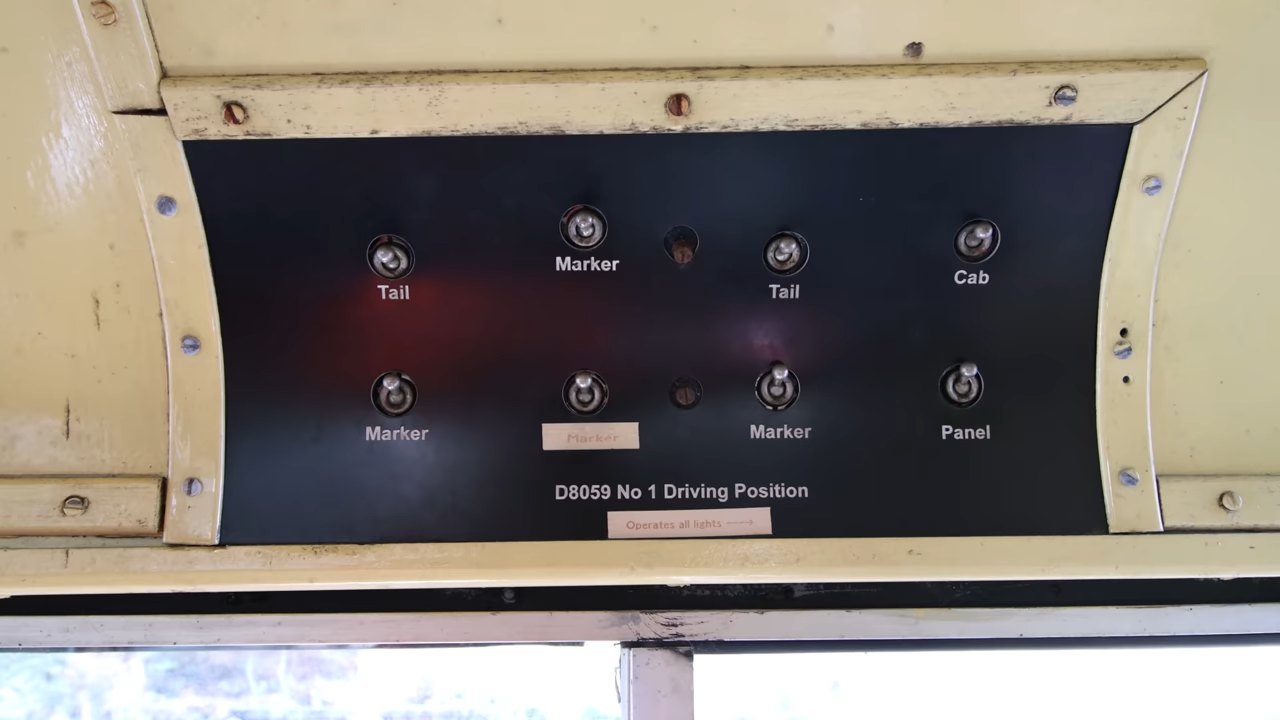 Marker
Tail
Tail
Cab
Marker
Marker
Marker
Panel
D8059 No 1 Driving Position
Operates all lights →